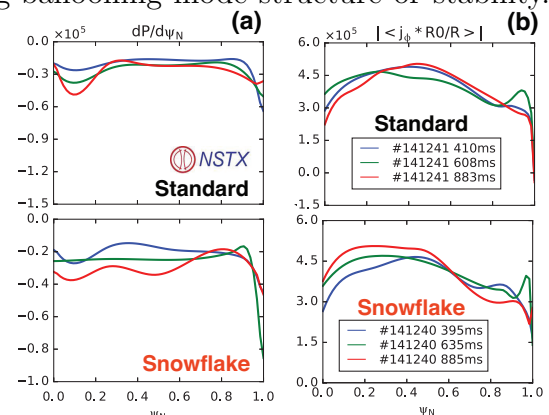 g ballooning mode structure or stability.
(a)
×10⁵ dP/dψN
0.0
−0.3
−0.6
−0.9
−1.2
−1.5
NSTX
Standard
0.0
−0.2
−0.4
−0.6
−0.8
−1.0
Snowflake
0.0 0.2 0.4 0.6 0.8 1.0
ψN
(b)
×10⁵ | < jϕ * R0/R > |
6.0
4.5
3.0
1.5
0.0
-1.5
Standard
#141241 410ms
#141241 608ms
#141241 883ms
6.0
4.5
3.0
1.5
0.0
Snowflake
#141240 395ms
#141240 635ms
#141240 885ms
0.0 0.2 0.4 0.6 0.8 1.0
ψN